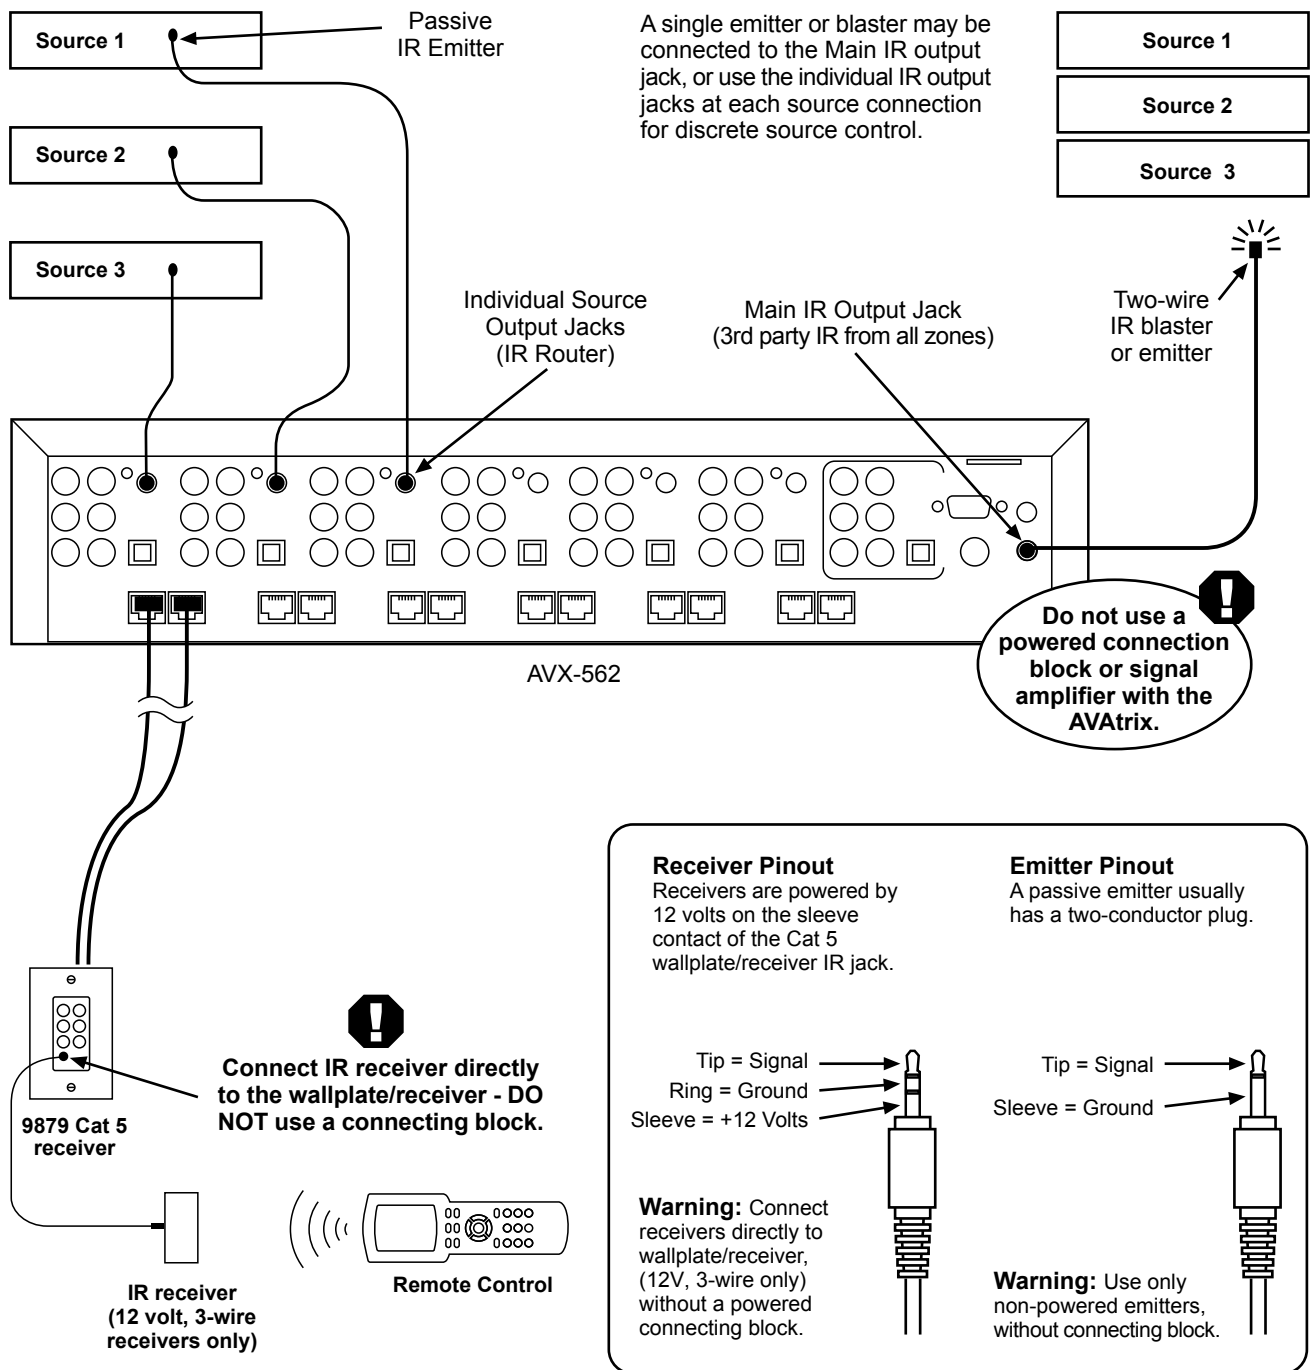 Source 1
Passive
IR Emitter
A single emitter or blaster may be
connected to the Main IR output
jack, or use the individual IR output
jacks at each source connection
for discrete source control.
Source 1
Source 2
Source 3
Source 2
Source 3
Individual Source
Output Jacks
(IR Router)
Main IR Output Jack
(3rd party IR from all zones)
Two-wire
IR blaster
or emitter
AVX-562
!
Do not use a
powered connection
block or signal
amplifier with the
AVAtrix.
!
Connect IR receiver directly
to the wallplate/receiver - DO
NOT use a connecting block.
9879 Cat 5
receiver
IR receiver
(12 volt, 3-wire
receivers only)
Remote Control
Receiver Pinout
Receivers are powered by
12 volts on the sleeve
contact of the Cat 5
wallplate/receiver IR jack.
Tip = Signal
Ring = Ground
Sleeve = +12 Volts
Warning: Connect
receivers directly to
wallplate/receiver,
(12V, 3-wire only)
without a powered
connecting block.
Emitter Pinout
A passive emitter usually
has a two-conductor plug.
Tip = Signal
Sleeve = Ground
Warning: Use only
non-powered emitters,
without connecting block.